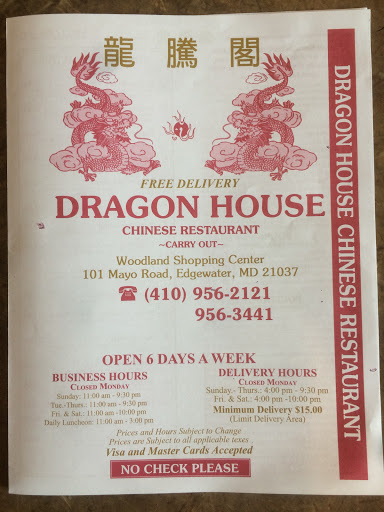 龍騰閣
FREE DELIVERY
DRAGON HOUSE
CHINESE RESTAURANT
~CARRY OUT~
Woodland Shopping Center
101 Mayo Road, Edgewater, MD 21037
☎ (410) 956-2121
956-3441
OPEN 6 DAYS A WEEK
BUSINESS HOURS
CLOSED MONDAY
Sunday: 11:00 am - 9:30 pm
Tue.-Thurs.: 11:00 am - 9:30 pm
Fri. & Sat.: 11:00 am -10:00 pm
Daily Luncheon: 11:00 am - 3:00 pm
DELIVERY HOURS
CLOSED MONDAY
Sun.- Thurs.: 4:00 pm - 9:30 pm
Fri. & Sat.: 4:00 pm -10:00 pm
Minimum Delivery $15.00
(Limit Delivery Area)
Prices and Hours Subject to Change
Prices are Subject to all applicable taxes
Visa and Master Cards Accepted
NO CHECK PLEASE
DRAGON HOUSE CHINESE RESTAURANT